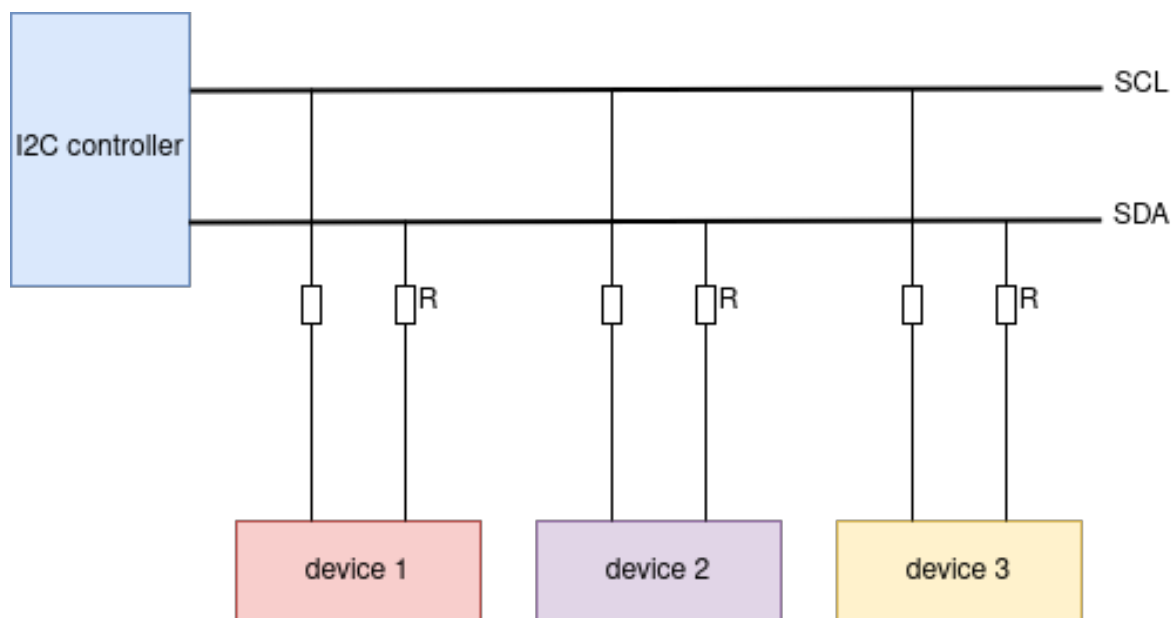 SCL
I2C controller
SDA
R
R
R
device 1
device 2
device 3